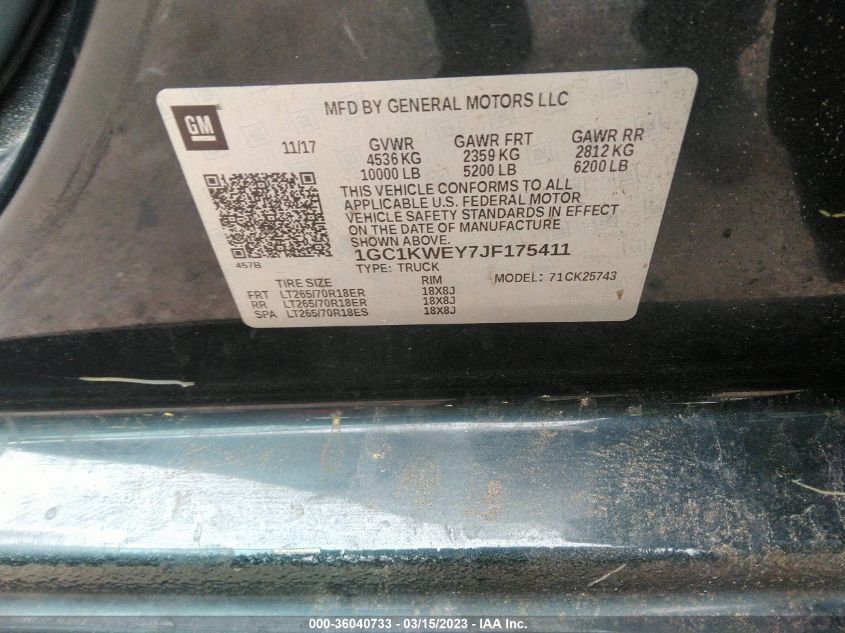 GM
MFD BY GENERAL MOTORS LLC
11/17 GVWR GAWR FRT GAWR RR
4536 KG 2359 KG 2812 KG
10000 LB 5200 LB 6200 LB
THIS VEHICLE CONFORMS TO ALL
APPLICABLE U.S. FEDERAL MOTOR
VEHICLE SAFETY STANDARDS IN EFFECT
ON THE DATE OF MANUFACTURE
SHOWN ABOVE.
457B
1GC1KWEY7JF175411
TYPE: TRUCK MODEL: 71CK25743
TIRE SIZE RIM
FRT LT265/70R18ER 18X8J
RR LT265/70R18ER 18X8J
SPA LT265/70R18ES 18X8J
000-36040733 - 03/15/2023 - IAAI.COM